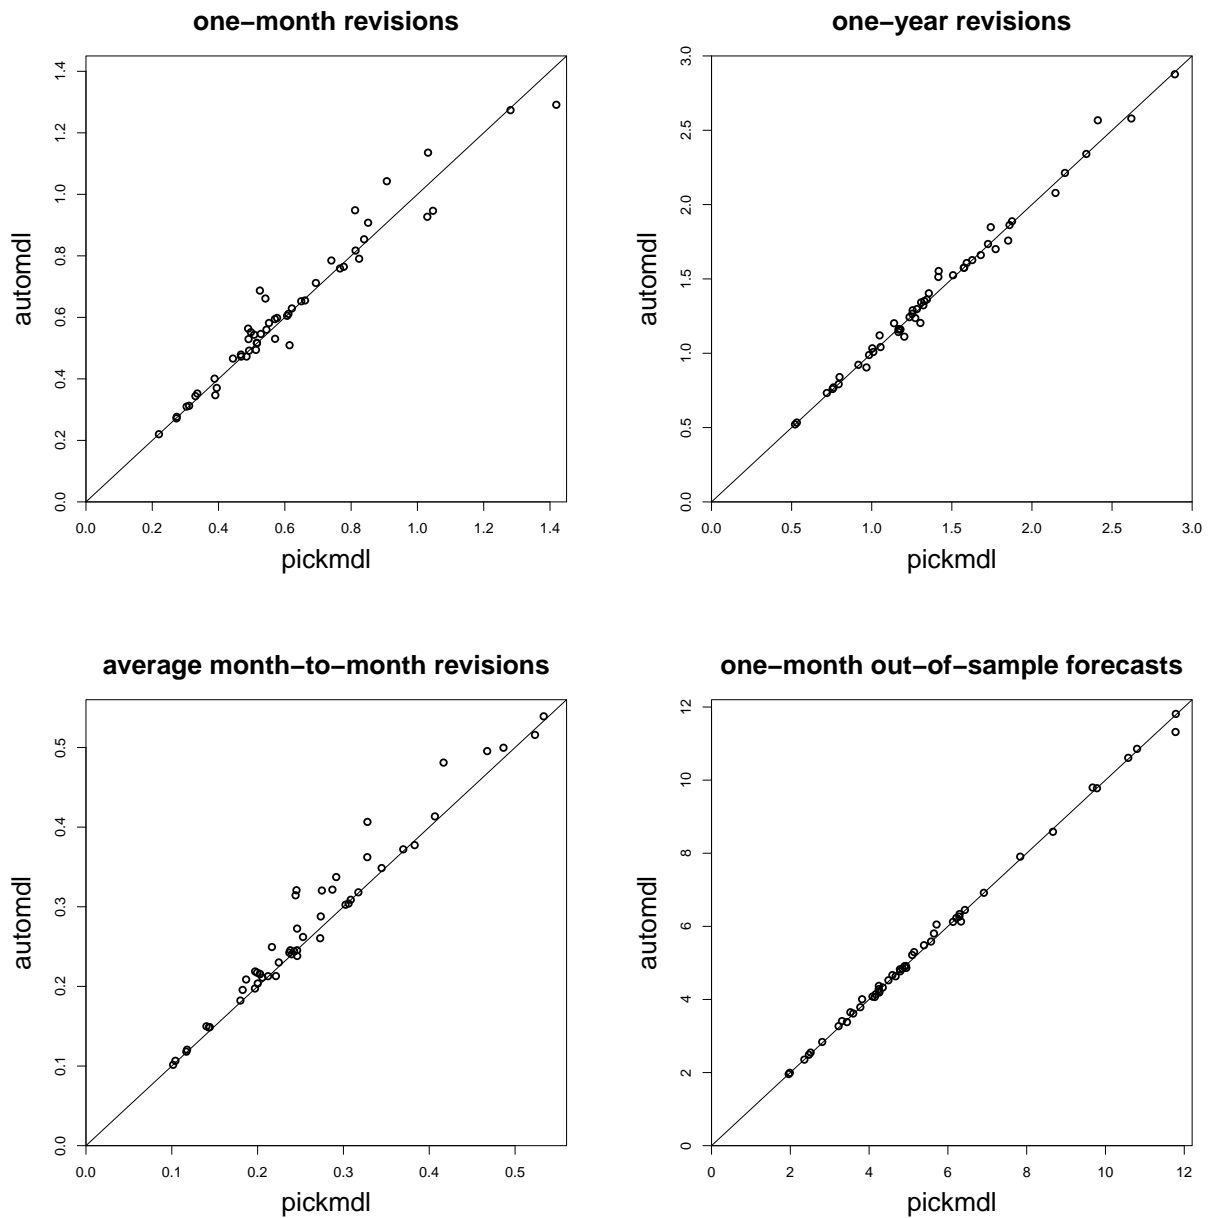 one−month revisions
automdl
0.0 0.2 0.4 0.6 0.8 1.0 1.2 1.4
0.0 0.2 0.4 0.6 0.8 1.0 1.2 1.4
pickmdl
one−year revisions
automdl
0.0 0.5 1.0 1.5 2.0 2.5 3.0
0.0 0.5 1.0 1.5 2.0 2.5 3.0
pickmdl
average month−to−month revisions
automdl
0.0 0.1 0.2 0.3 0.4 0.5
0.0 0.1 0.2 0.3 0.4 0.5
pickmdl
one−month out−of−sample forecasts
automdl
0 2 4 6 8 10 12
0 2 4 6 8 10 12
pickmdl